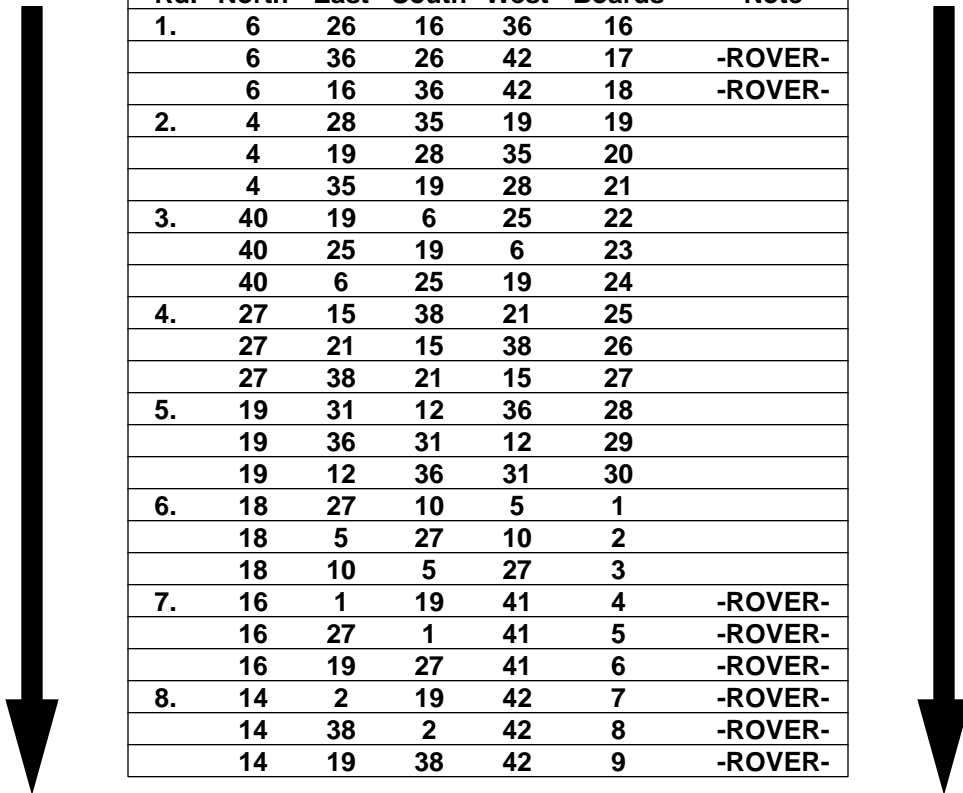 Rd. North East South West Boards Note
1. 6 26 16 36 16
6 36 26 42 17 -ROVER-
6 16 36 42 18 -ROVER-
2. 4 28 35 19 19
4 19 28 35 20
4 35 19 28 21
3. 40 19 6 25 22
40 25 19 6 23
40 6 25 19 24
4. 27 15 38 21 25
27 21 15 38 26
27 38 21 15 27
5. 19 31 12 36 28
19 36 31 12 29
19 12 36 31 30
6. 18 27 10 5 1
18 5 27 10 2
18 10 5 27 3
7. 16 1 19 41 4 -ROVER-
16 27 1 41 5 -ROVER-
16 19 27 41 6 -ROVER-
8. 14 2 19 42 7 -ROVER-
14 38 2 42 8 -ROVER-
14 19 38 42 9 -ROVER-